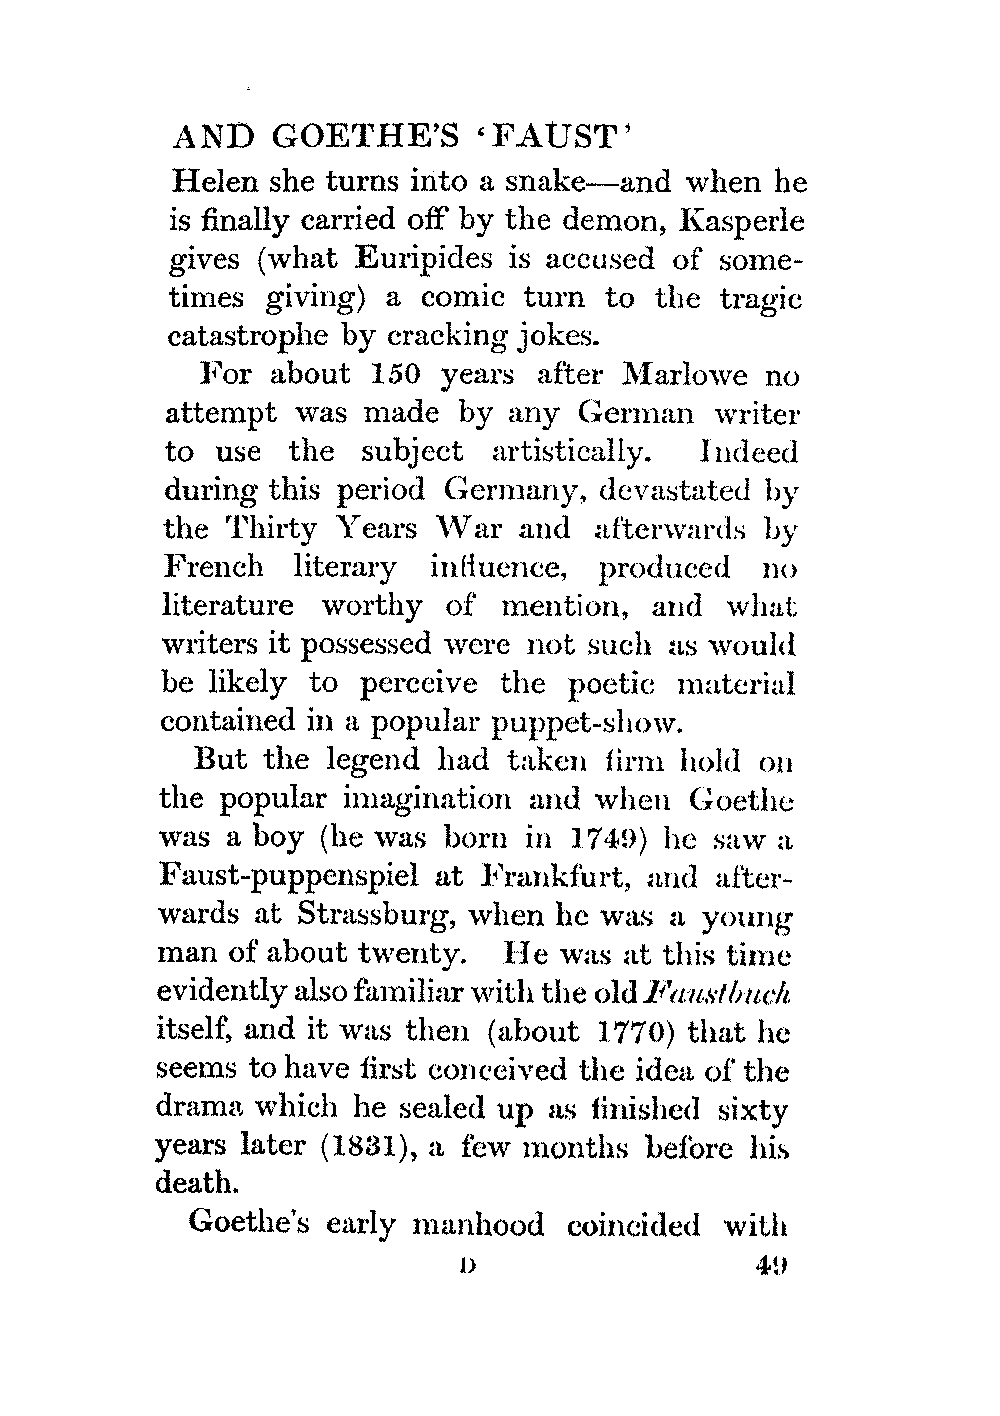 AND GOETHE'S 'FAUST'
Helen she turns into a snake—and when he
is finally carried off by the demon, Kasperle
gives (what Euripides is accused of some-
times giving) a comic turn to the tragic
catastrophe by cracking jokes.
For about 150 years after Marlowe no
attempt was made by any German writer
to use the subject artistically. Indeed
during this period Germany, devastated by
the Thirty Years War and afterwards by
French literary influence, produced no
literature worthy of mention, and what
writers it possessed were not such as would
be likely to perceive the poetic material
contained in a popular puppet-show.
But the legend had taken firm hold on
the popular imagination and when Goethe
was a boy (he was born in 1749) he saw a
Faust-puppenspiel at Frankfurt, and after-
wards at Strassburg, when he was a young
man of about twenty. He was at this time
evidently also familiar with the old Faustbuch
itself, and it was then (about 1770) that he
seems to have first conceived the idea of the
drama which he sealed up as finished sixty
years later (1831), a few months before his
death.
Goethe's early manhood coincided with
D 49